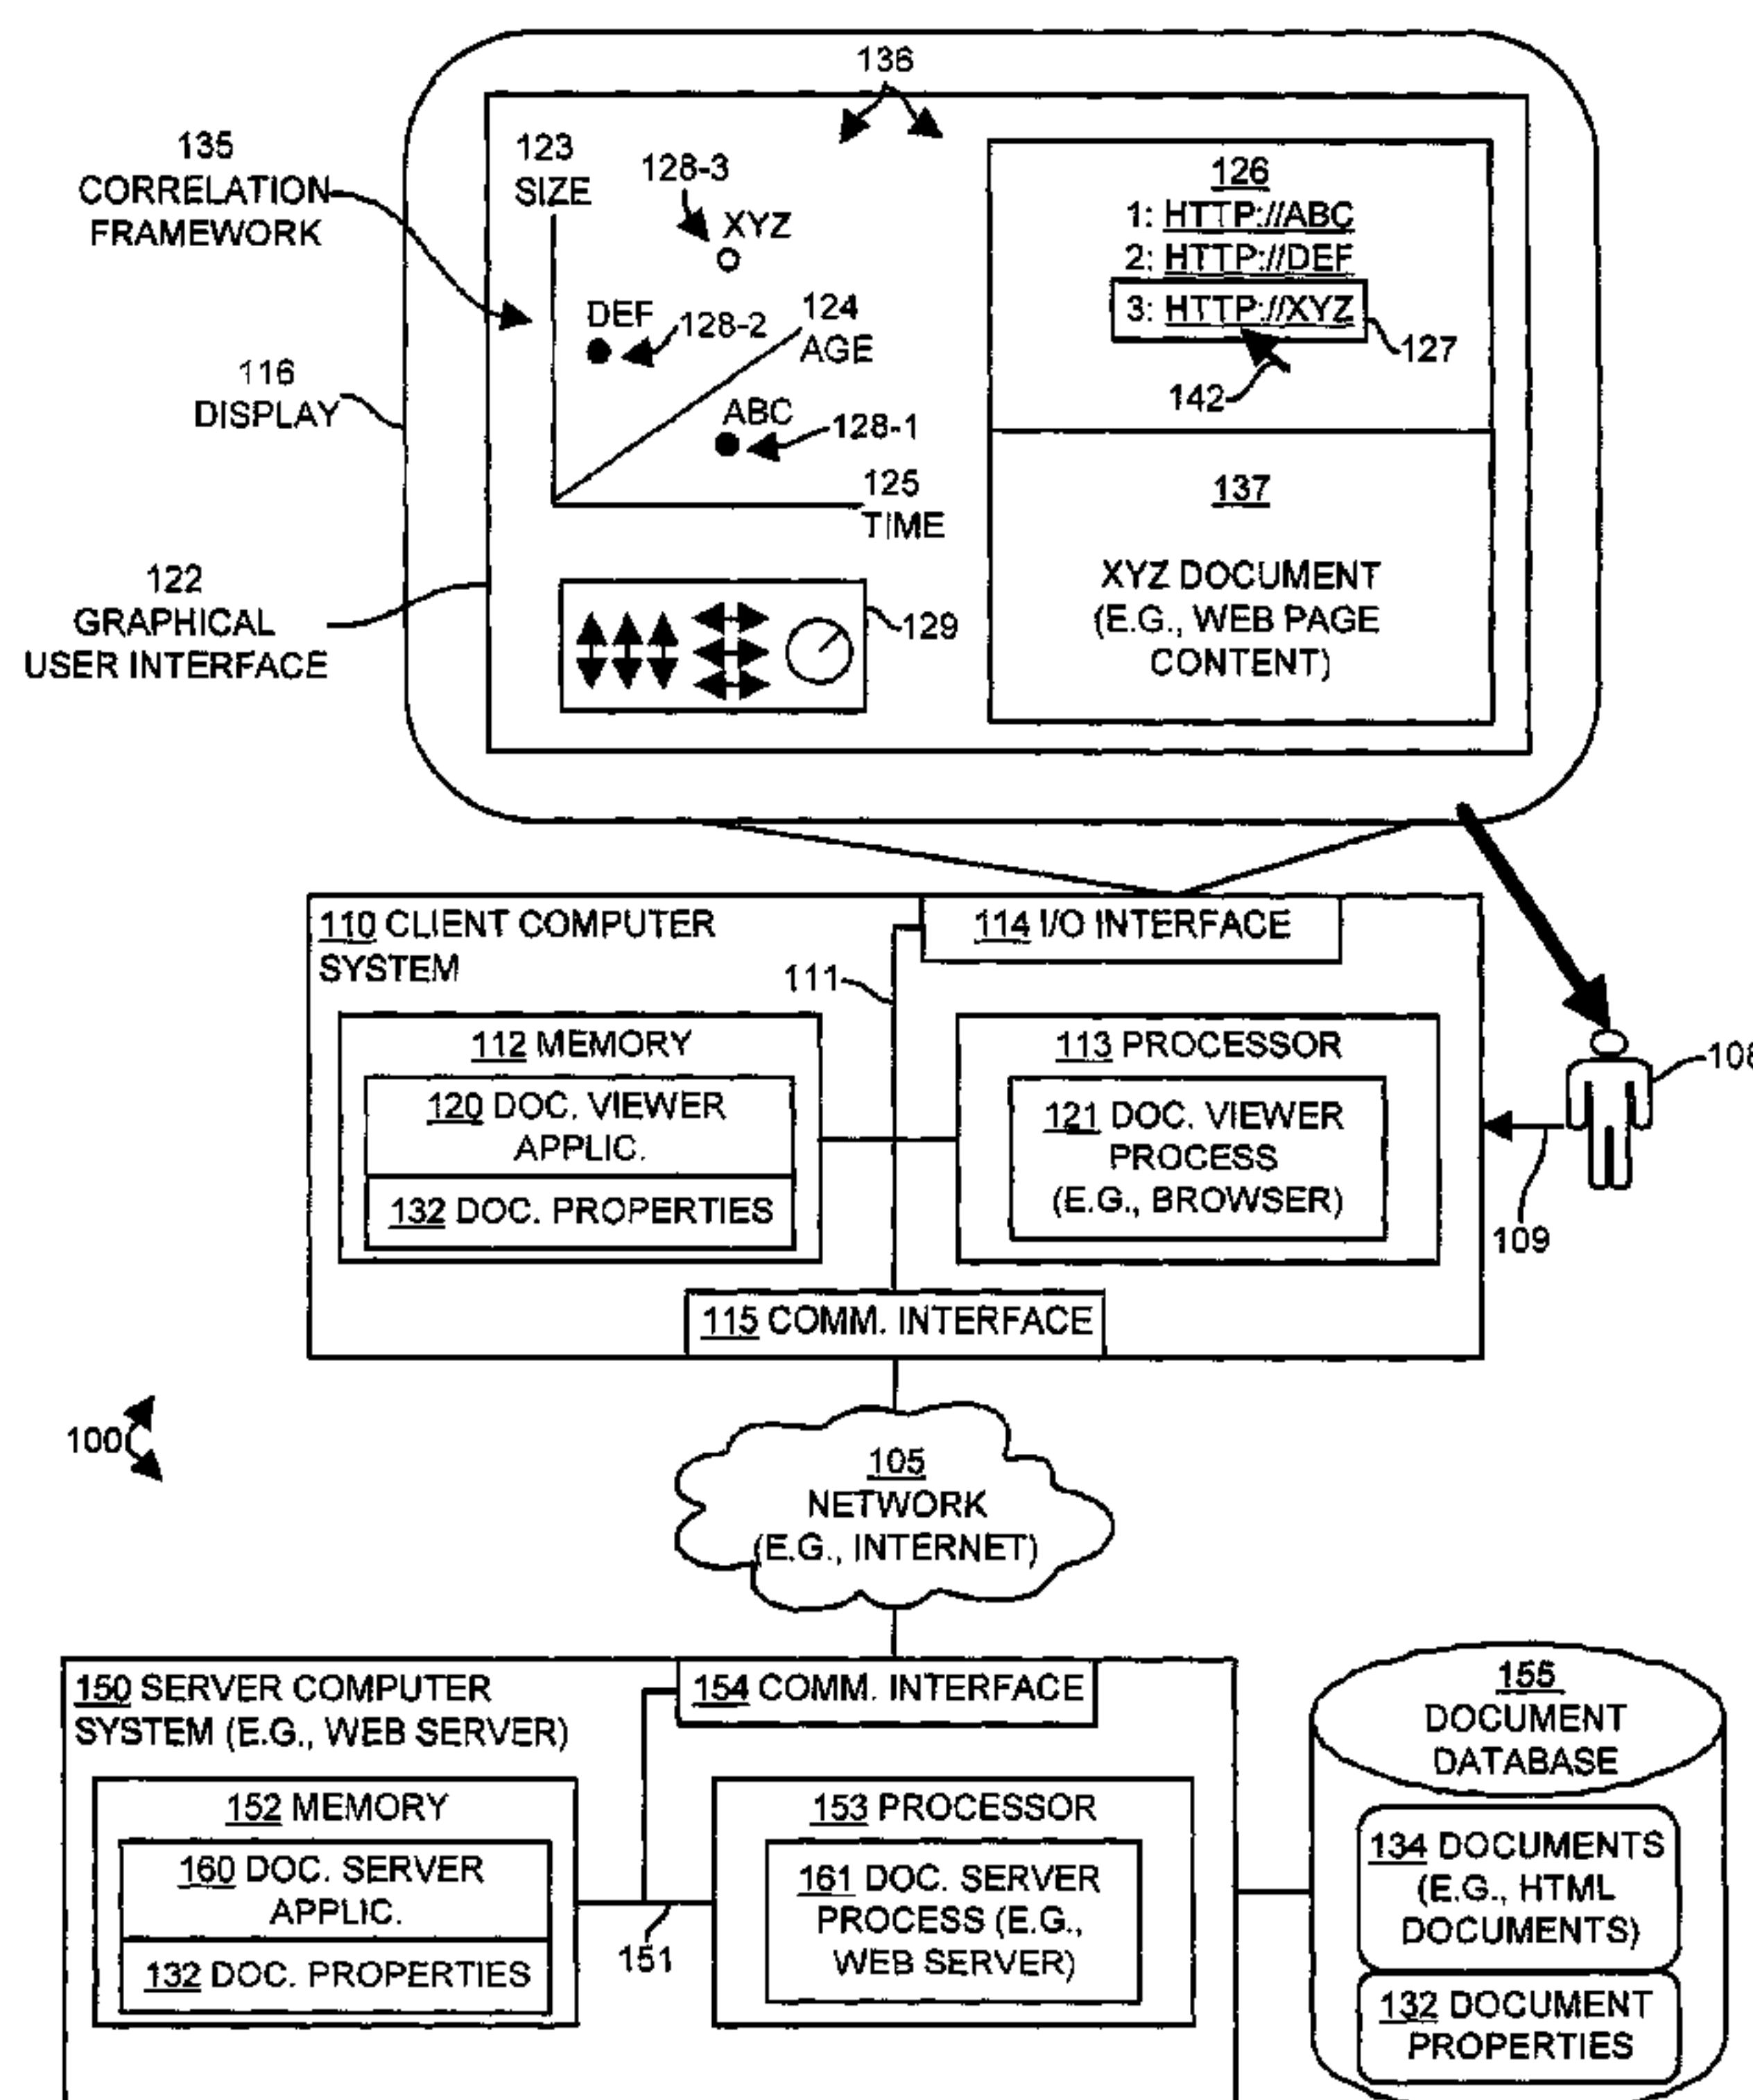 136
135
CORRELATION
FRAMEWORK
123
SIZE
128-3
XYZ
DEF
128-2
124
AGE
ABC
128-1
125
TIME
126
1: HTTP://ABC
2: HTTP://DEF
3: HTTP://XYZ
127
142
116
DISPLAY
137
XYZ DOCUMENT
(E.G., WEB PAGE
CONTENT)
122
GRAPHICAL
USER INTERFACE
129
110 CLIENT COMPUTER
SYSTEM
114 I/O INTERFACE
111
112 MEMORY
120 DOC. VIEWER
APPLIC.
132 DOC. PROPERTIES
113 PROCESSOR
121 DOC. VIEWER
PROCESS
(E.G., BROWSER)
108
109
115 COMM. INTERFACE
100
105
NETWORK
(E.G., INTERNET)
150 SERVER COMPUTER
SYSTEM (E.G., WEB SERVER)
154 COMM. INTERFACE
152 MEMORY
160 DOC. SERVER
APPLIC.
132 DOC. PROPERTIES
151
153 PROCESSOR
161 DOC. SERVER
PROCESS (E.G.,
WEB SERVER)
155
DOCUMENT
DATABASE
134 DOCUMENTS
(E.G., HTML
DOCUMENTS)
132 DOCUMENT
PROPERTIES